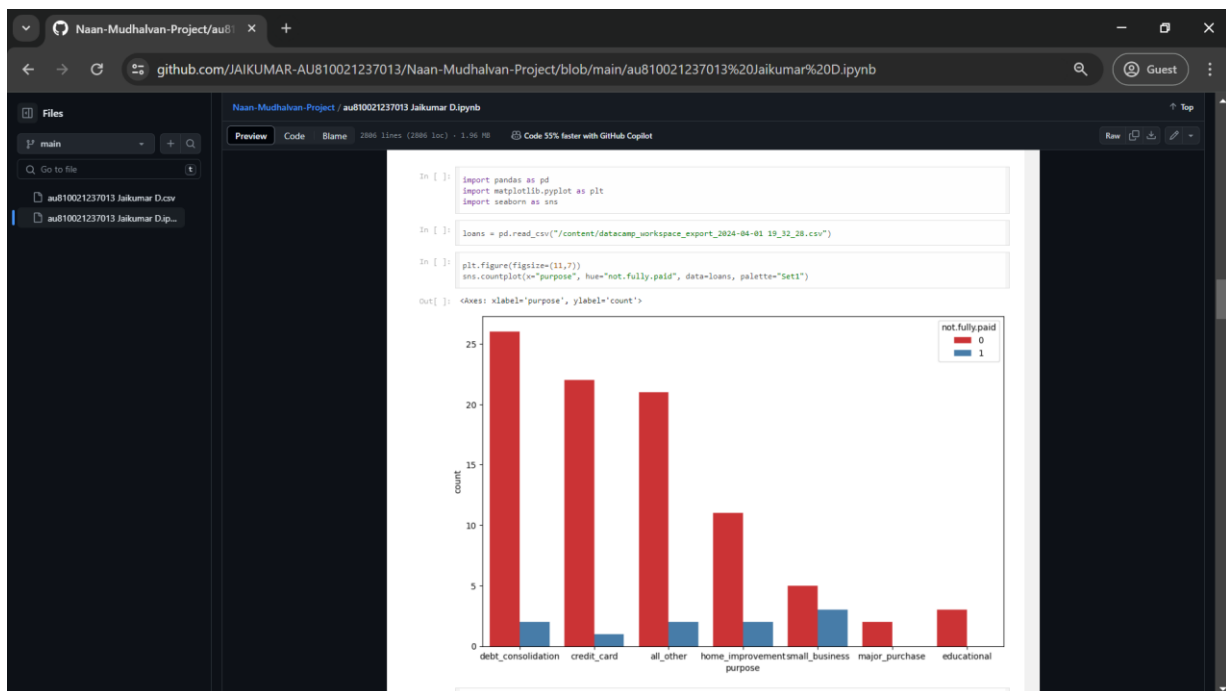 Naan-Mudhalvan-Project/au81
github.com/JAIKUMAR-AU810021237013/Naan-Mudhalvan-Project/blob/main/au810021237013%20Jaikumar%20D.ipynb
Guest
Files
main
Go to file
t
au810021237013 Jaikumar D.csv
au810021237013 Jaikumar D.ip...
Naan-Mudhalvan-Project / au810021237013 Jaikumar D.ipynb
Top
Preview Code Blame 2806 lines (2806 loc) · 1.96 MB Code 55% faster with GitHub Copilot
Raw
In [ ]: import pandas as pd
import matplotlib.pyplot as plt
import seaborn as sns
In [ ]: loans = pd.read_csv("/content/datacamp_workspace_export_2024-04-01 19_32_28.csv")
In [ ]: plt.figure(figsize=(11,7))
sns.countplot(x="purpose", hue="not.fully.paid", data=loans, palette="Set1")
Out[ ]: <Axes: xlabel='purpose', ylabel='count'>
not.fully.paid
0
1
25
20
15
10
5
0
count
debt_consolidation credit_card all_other home_improvement small_business major_purchase educational
purpose